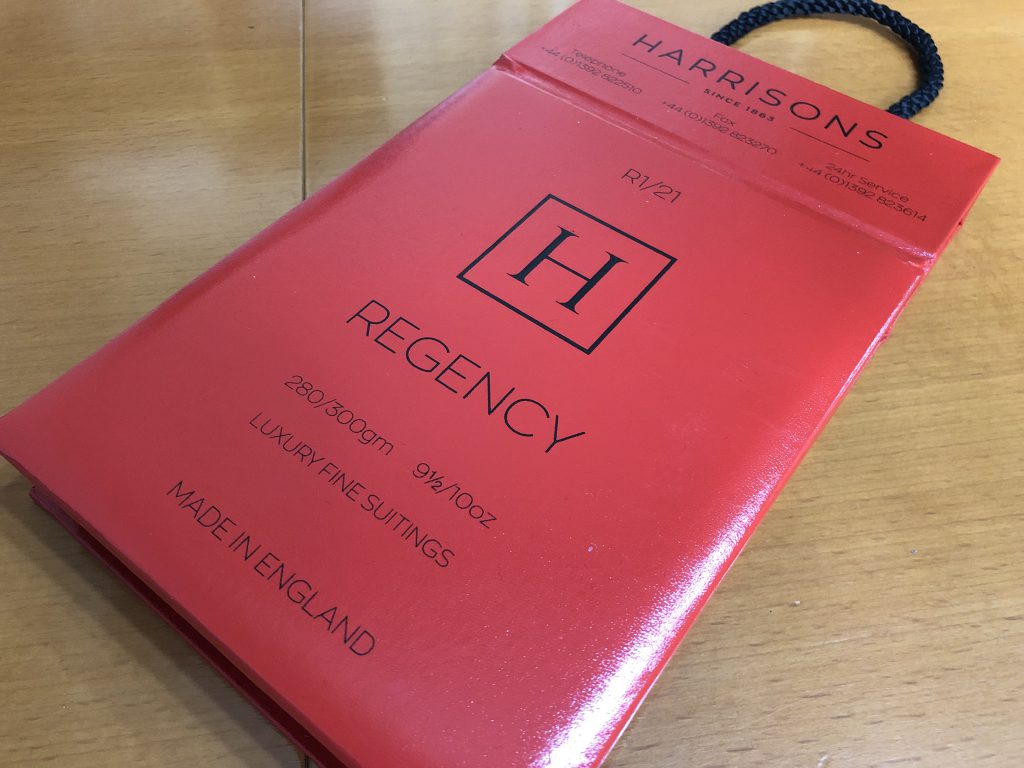 HARRISONS
SINCE 1863
Telephone
+44 (0)1392 822510
Fax
+44 (0)1392 823270
24hr Service
+44 (0)1392 823614
R1/21
H
REGENCY
280/300gm 9½/10oz
LUXURY FINE SUITINGS
MADE IN ENGLAND